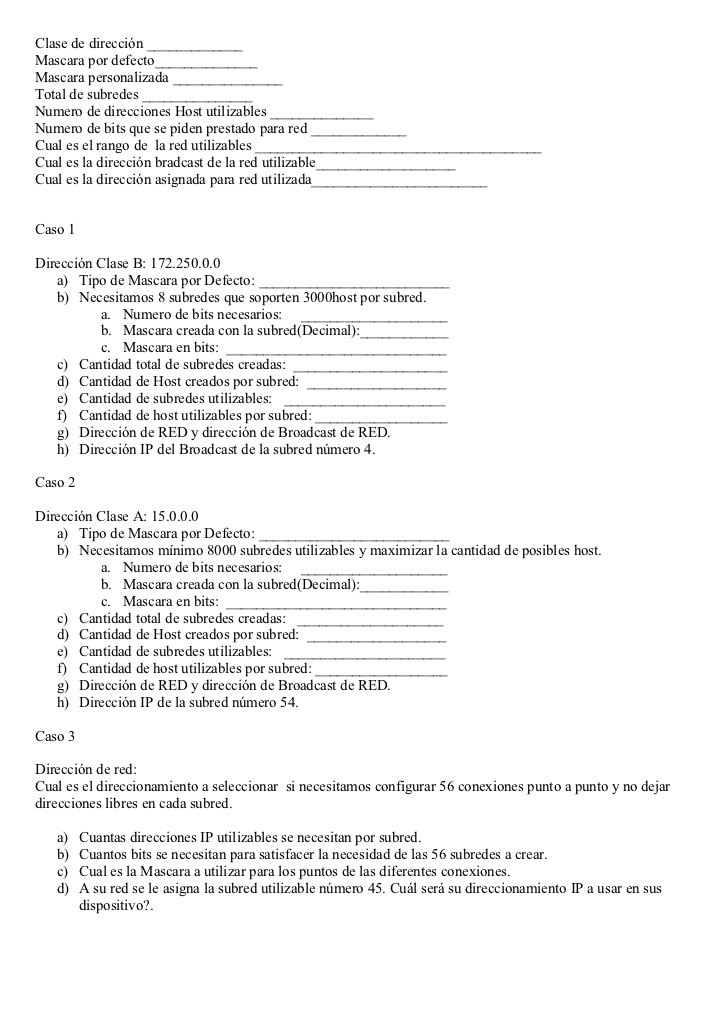 Clase de dirección _____________
Mascara por defecto______________
Mascara personalizada _______________
Total de subredes _______________
Numero de direcciones Host utilizables ______________
Numero de bits que se piden prestado para red _____________
Cual es el rango de  la red utilizables _______________________________________
Cual es la dirección bradcast de la red utilizable___________________
Cual es la dirección asignada para red utilizada________________________
Caso 1
Dirección Clase B: 172.250.0.0
a) Tipo de Mascara por Defecto: __________________________
b) Necesitamos 8 subredes que soporten 3000host por subred.
a. Numero de bits necesarios: ____________________
b. Mascara creada con la subred(Decimal):____________
c. Mascara en bits: ______________________________
c) Cantidad total de subredes creadas: _____________________
d) Cantidad de Host creados por subred: ___________________
e) Cantidad de subredes utilizables: ______________________
f) Cantidad de host utilizables por subred: __________________
g) Dirección de RED y dirección de Broadcast de RED.
h) Dirección IP del Broadcast de la subred número 4.
Caso 2
Dirección Clase A: 15.0.0.0
a) Tipo de Mascara por Defecto: __________________________
b) Necesitamos mínimo 8000 subredes utilizables y maximizar la cantidad de posibles host.
a. Numero de bits necesarios: ____________________
b. Mascara creada con la subred(Decimal):____________
c. Mascara en bits: ______________________________
c) Cantidad total de subredes creadas: ____________________
d) Cantidad de Host creados por subred: ___________________
e) Cantidad de subredes utilizables: ______________________
f) Cantidad de host utilizables por subred: __________________
g) Dirección de RED y dirección de Broadcast de RED.
h) Dirección IP de la subred número 54.
Caso 3
Dirección de red:
Cual es el direccionamiento a seleccionar  si necesitamos configurar 56 conexiones punto a punto y no dejar
direcciones libres en cada subred.
a) Cuantas direcciones IP utilizables se necesitan por subred.
b) Cuantos bits se necesitan para satisfacer la necesidad de las 56 subredes a crear.
c) Cual es la Mascara a utilizar para los puntos de las diferentes conexiones.
d) A su red se le asigna la subred utilizable número 45. Cuál será su direccionamiento IP a usar en sus
dispositivo?.